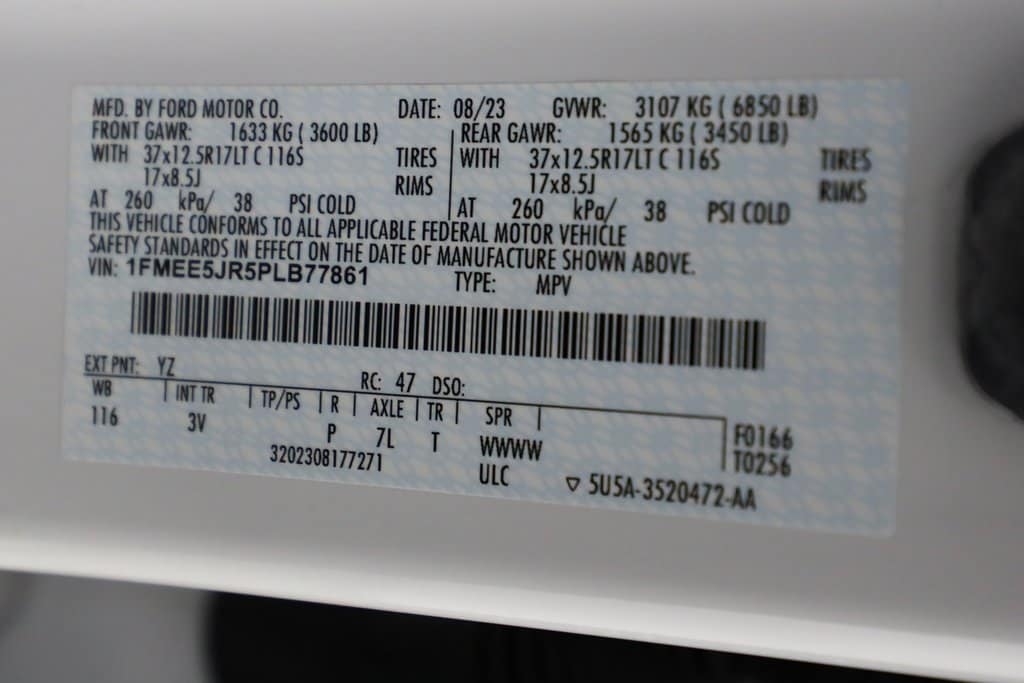 MFD. BY FORD MOTOR CO. DATE: 08/23 GVWR: 3107 KG ( 6850 LB)
FRONT GAWR: 1633 KG ( 3600 LB) REAR GAWR: 1565 KG ( 3450 LB)
WITH 37x12.5R17LT C 116S TIRES WITH 37x12.5R17LT C 116S TIRES
17x8.5J RIMS 17x8.5J RIMS
AT 260 kPa/ 38 PSI COLD AT 260 kPa/ 38 PSI COLD
THIS VEHICLE CONFORMS TO ALL APPLICABLE FEDERAL MOTOR VEHICLE
SAFETY STANDARDS IN EFFECT ON THE DATE OF MANUFACTURE SHOWN ABOVE.
VIN: 1FMEE5JR5PLB77861 TYPE: MPV
EXT PNT: YZ RC: 47 DSO:
WB INT TR TP/PS R AXLE TR SPR
116 3V P 7L T WWWW
F0166
T0256
3202308177271 ULC ▽ 5U5A-3520472-AA